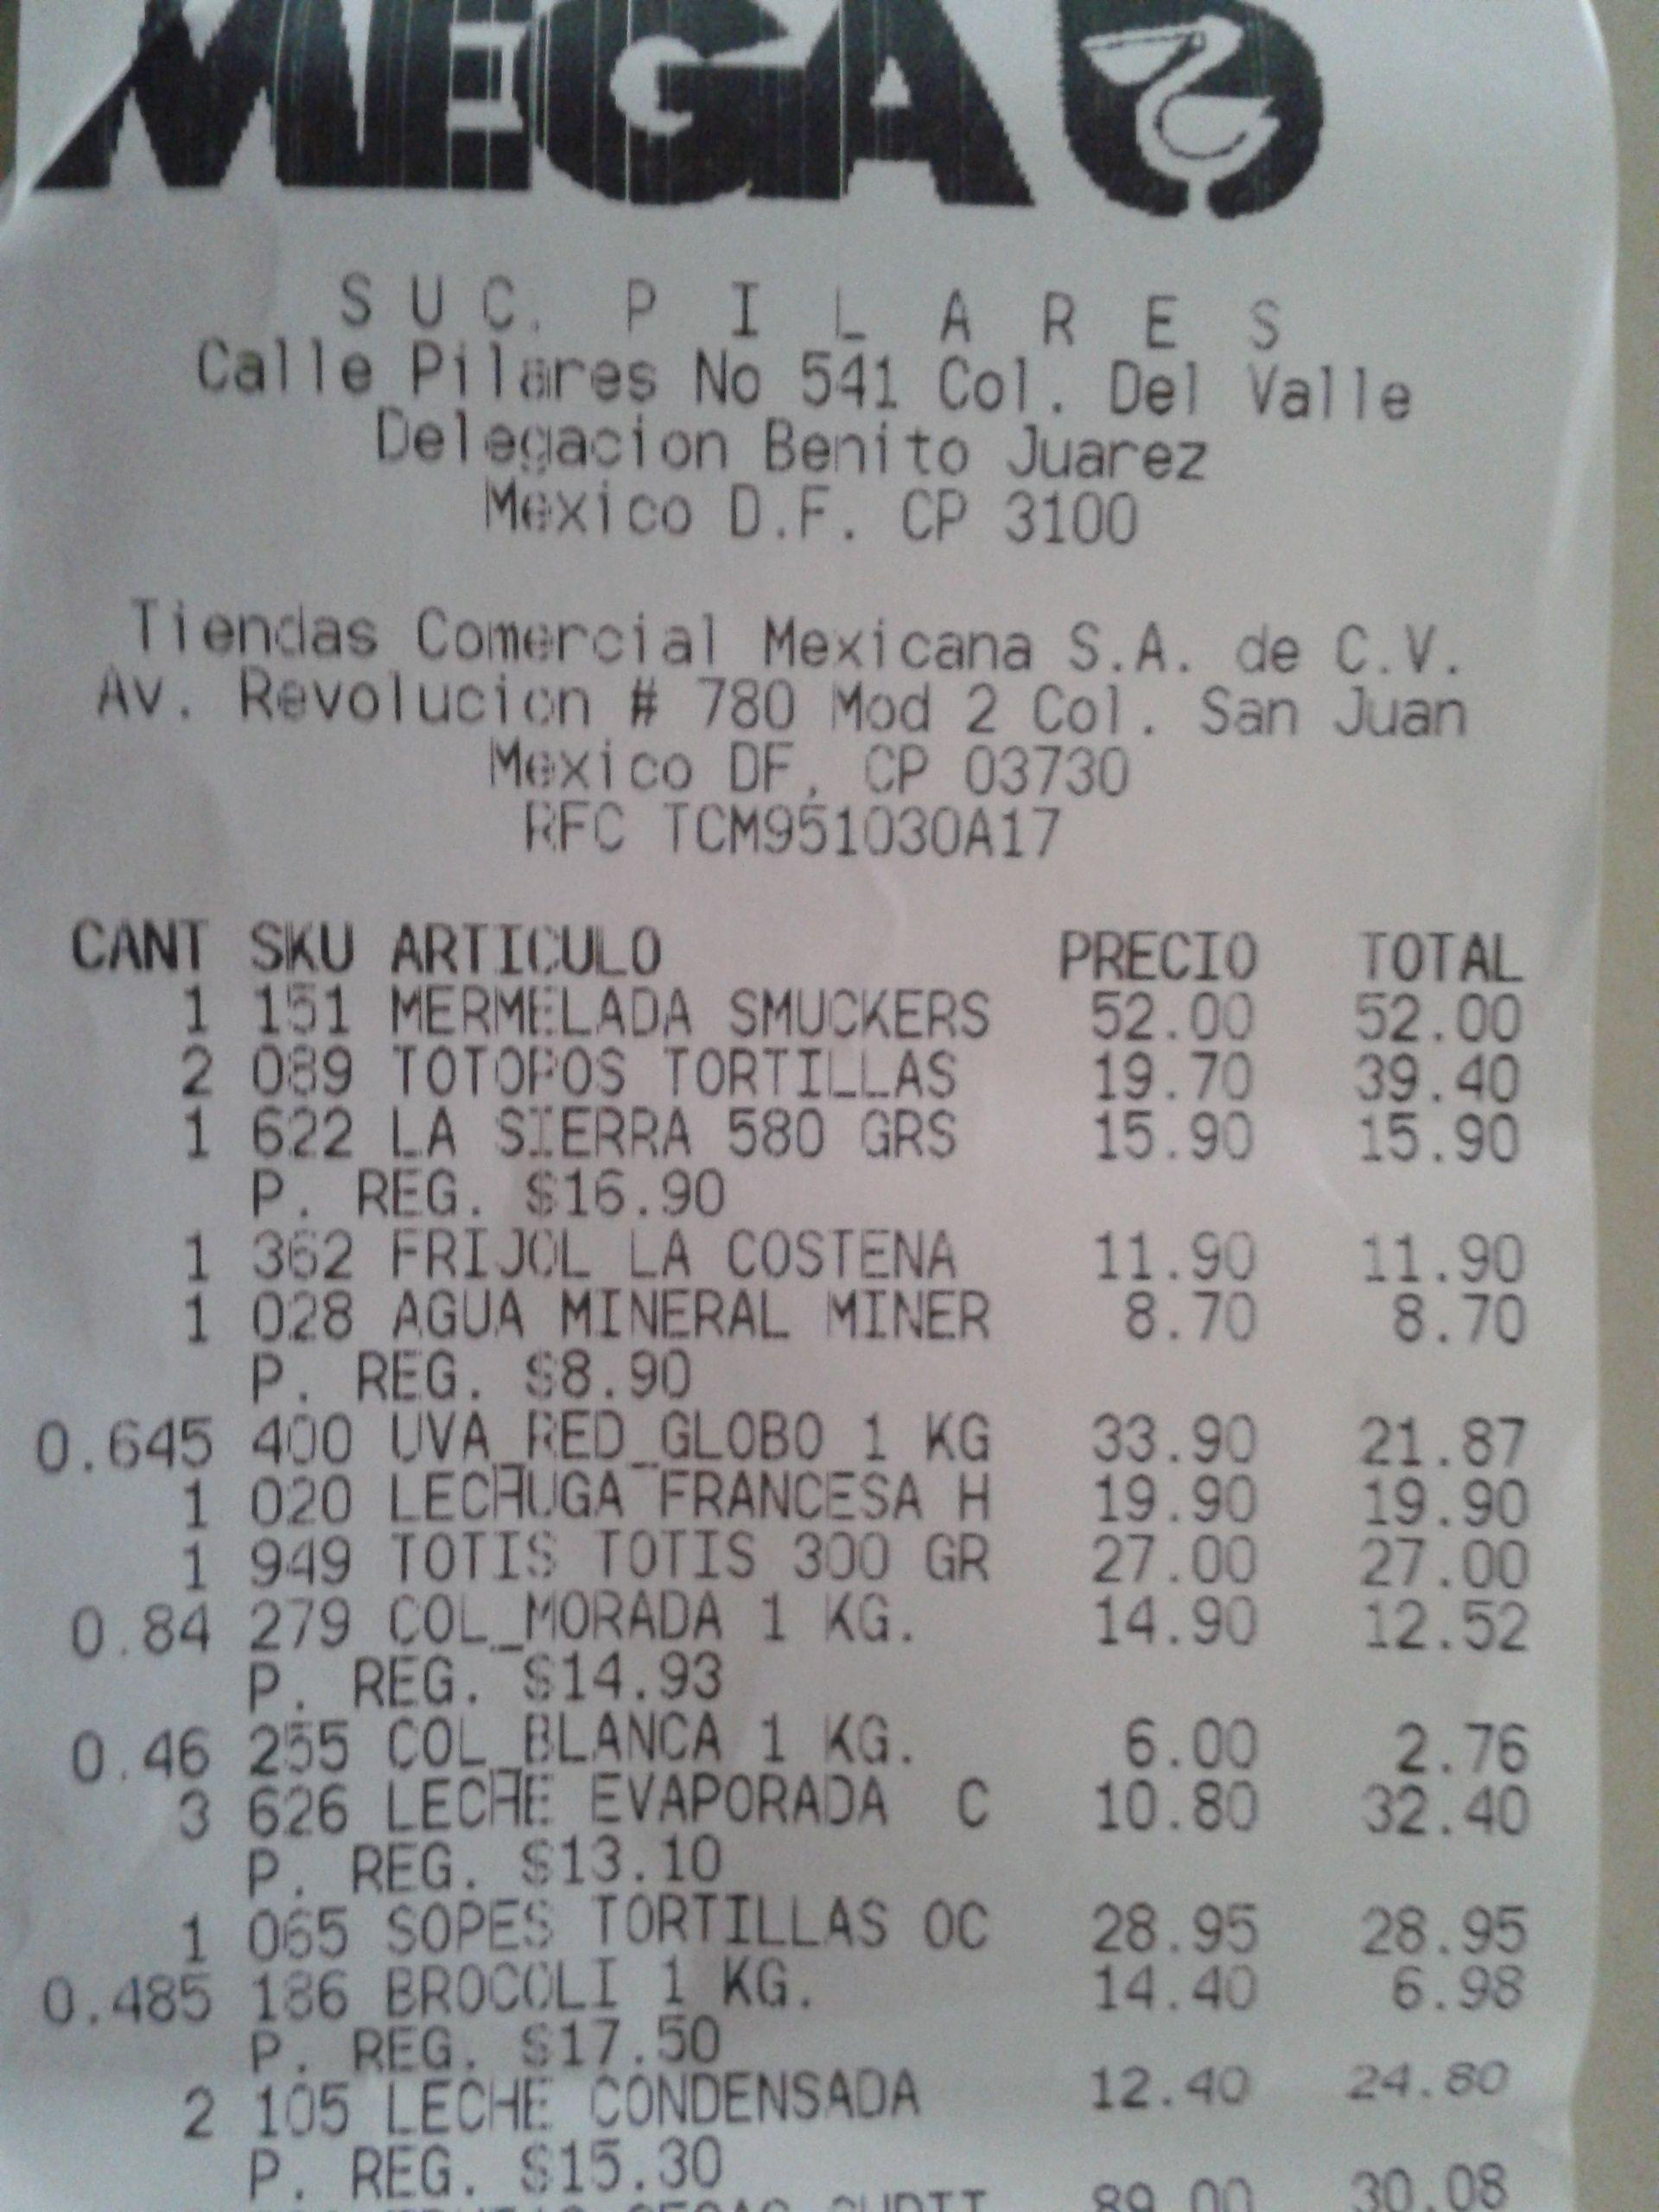 MEGA
SUC. PILARES
Calle Pilares No 541 Col. Del Valle
Delegacion Benito Juarez
Mexico D.F. CP 3100
Tiendas Comercial Mexicana S.A. de C.V.
Av. Revolucion # 780 Mod 2 Col. San Juan
Mexico DF. CP 03730
RFC TCM951030A17
CANT SKU ARTICULO PRECIO TOTAL
1 151 MERMELADA SMUCKERS 52.00 52.00
2 089 TOTOPOS TORTILLAS 19.70 39.40
1 622 LA SIERRA 580 GRS 15.90 15.90
P. REG. $16.90
1 362 FRIJOL LA COSTENA 11.90 11.90
1 028 AGUA MINERAL MINER 8.70 8.70
P. REG. $8.90
0.645 400 UVA_RED_GLOBO 1 KG 33.90 21.87
1 020 LECHUGA FRANCESA H 19.90 19.90
1 949 TOTIS TOTIS 300 GR 27.00 27.00
0.84 279 COL_MORADA 1 KG. 14.90 12.52
P. REG. $14.93
0.46 255 COL_BLANCA 1 KG. 6.00 2.76
3 626 LECHE EVAPORADA C 10.80 32.40
P. REG. $13.10
1 065 SOPES TORTILLAS OC 28.95 28.95
0.485 186 BROCOLI 1 KG. 14.40 6.98
P. REG. $17.50
2 105 LECHE CONDENSADA 12.40 24.80
P. REG. $15.30
89.00 30.08